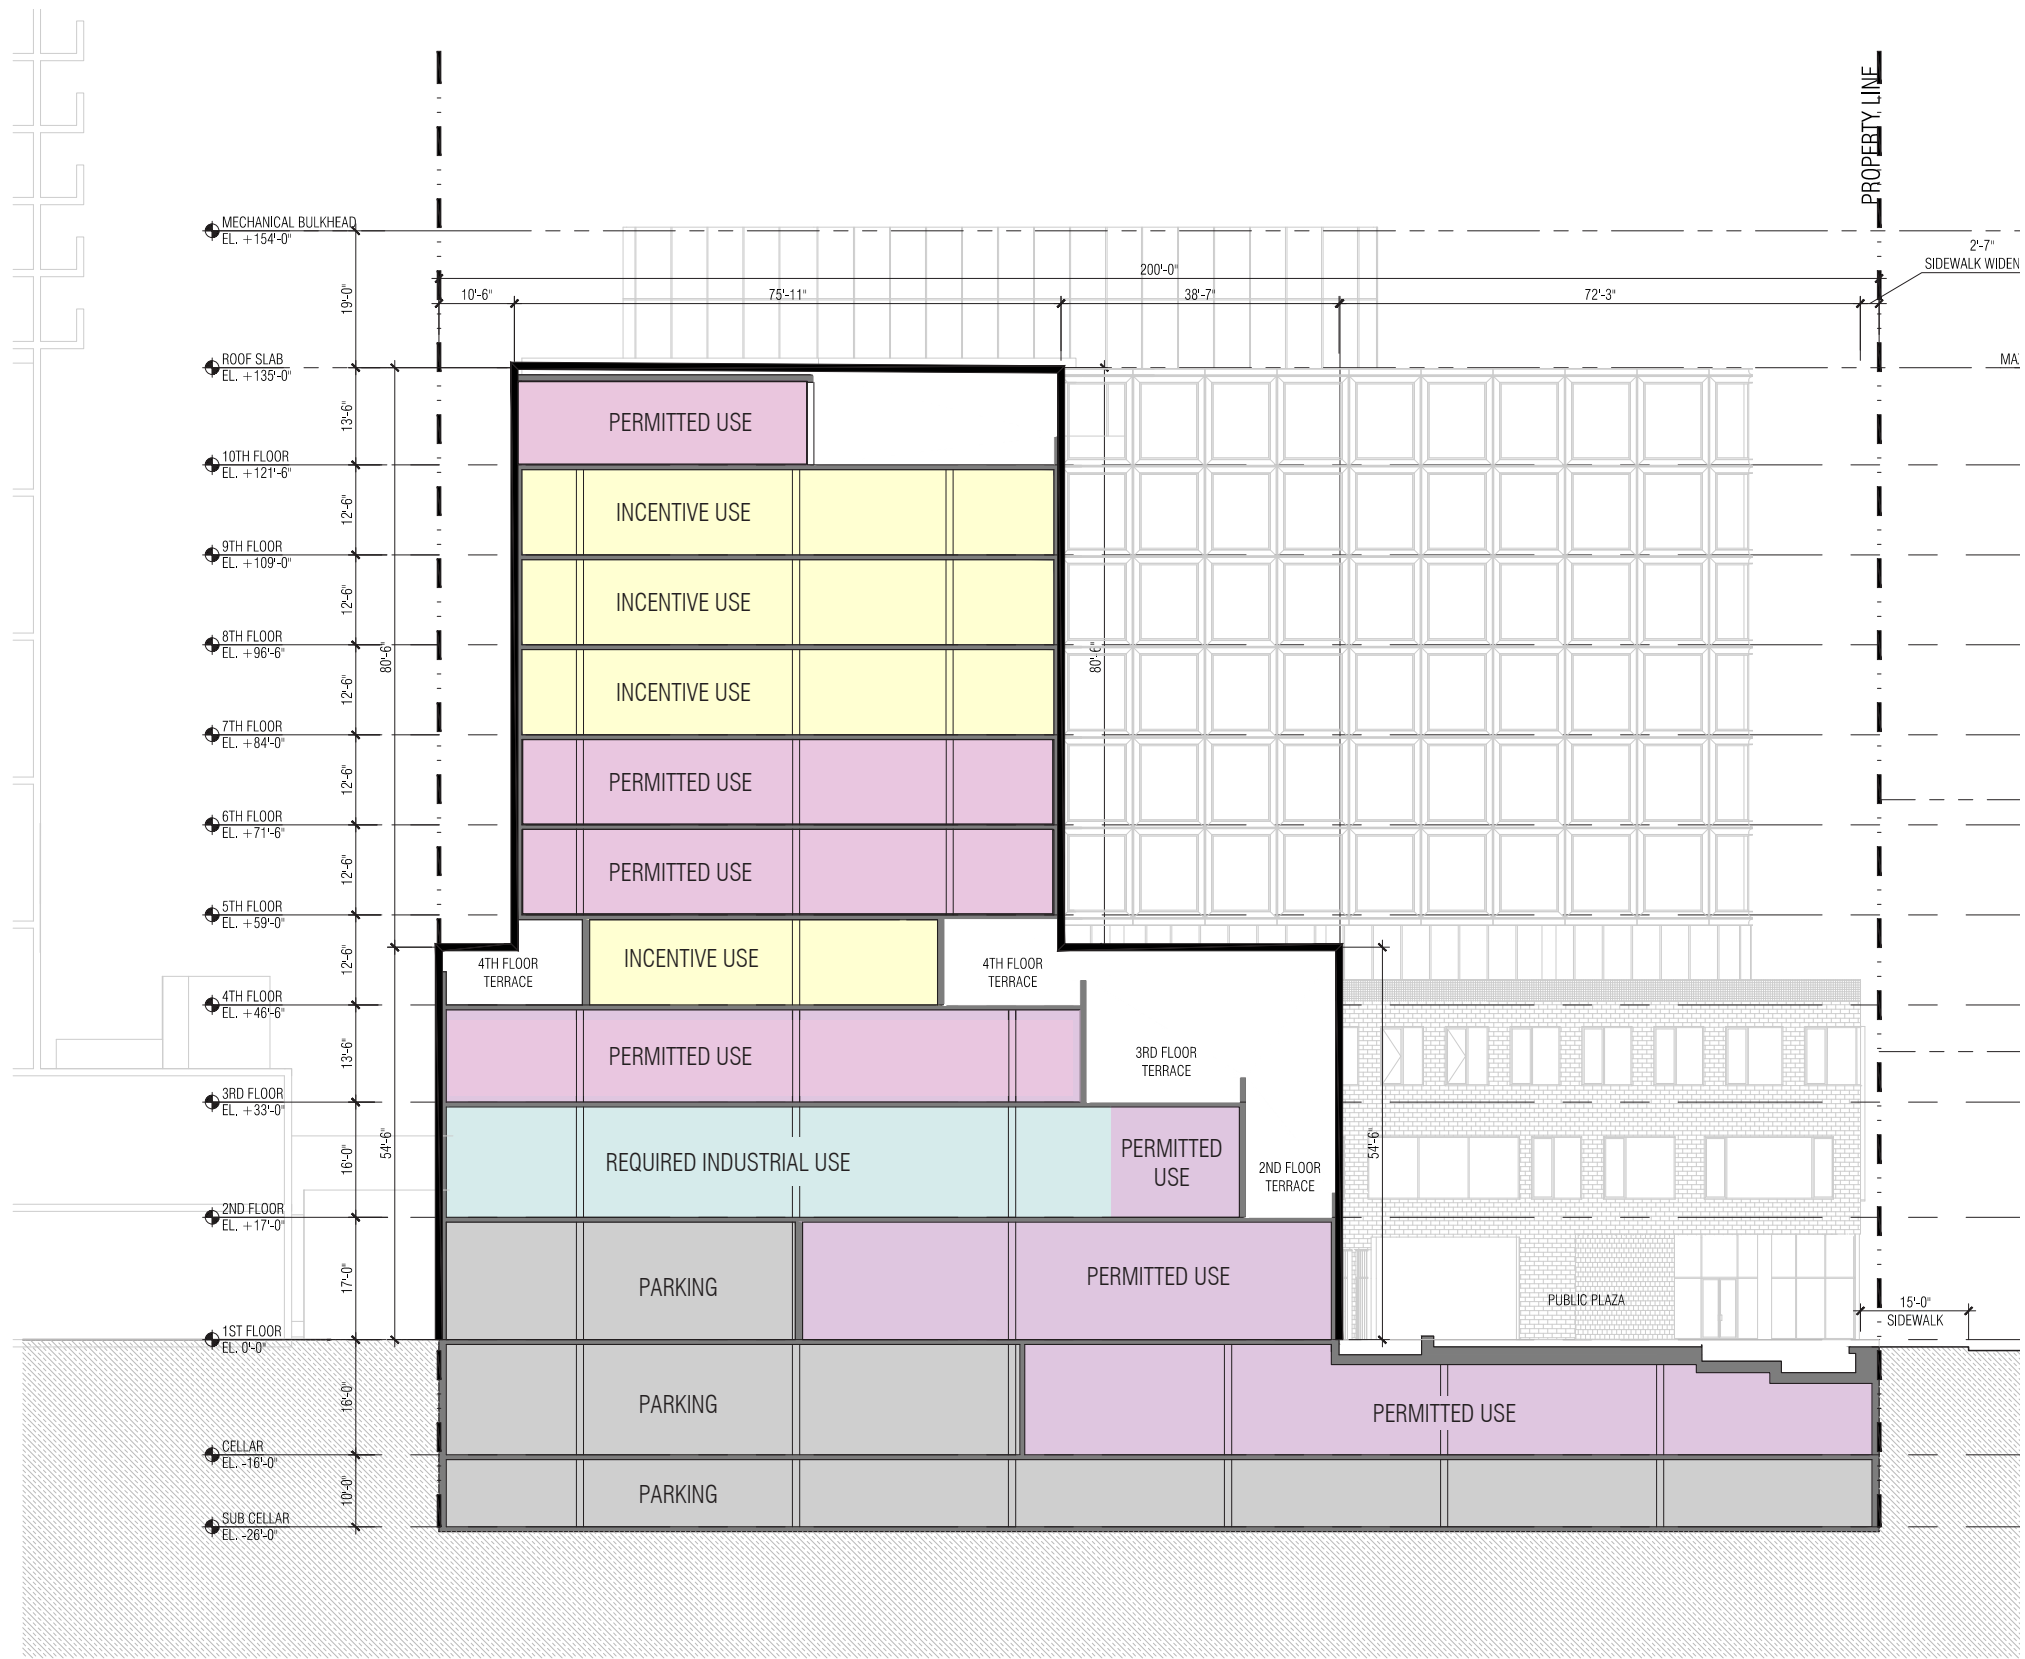 PROPERTY LINE
MECHANICAL BULKHEAD
EL. +154'-0"
2'-7"
SIDEWALK WIDEN
200'-0"
10'-6"
75'-11"
38'-7"
72'-3"
19'-0"
ROOF SLAB
EL. +135'-0"
13'-6"
PERMITTED USE
10TH FLOOR
EL. +121'-6"
12'-6"
INCENTIVE USE
9TH FLOOR
EL. +109'-0"
12'-6"
INCENTIVE USE
8TH FLOOR
EL. +96'-6"
80'-6"
80'-6"
12'-6"
INCENTIVE USE
7TH FLOOR
EL. +84'-0"
12'-6"
PERMITTED USE
6TH FLOOR
EL. +71'-6"
12'-6"
PERMITTED USE
5TH FLOOR
EL. +59'-0"
12'-6"
4TH FLOOR
TERRACE
INCENTIVE USE
4TH FLOOR
TERRACE
4TH FLOOR
EL. +46'-6"
13'-6"
PERMITTED USE
3RD FLOOR
TERRACE
3RD FLOOR
EL. +33'-0"
54'-6"
54'-6"
16'-0"
REQUIRED INDUSTRIAL USE
PERMITTED
USE
2ND FLOOR
TERRACE
2ND FLOOR
EL. +17'-0"
17'-0"
PARKING
PERMITTED USE
PUBLIC PLAZA
15'-0"
SIDEWALK
1ST FLOOR
EL. 0'-0"
16'-0"
PARKING
PERMITTED USE
CELLAR
EL. -16'-0"
10'-0"
PARKING
SUB CELLAR
EL. -26'-0"